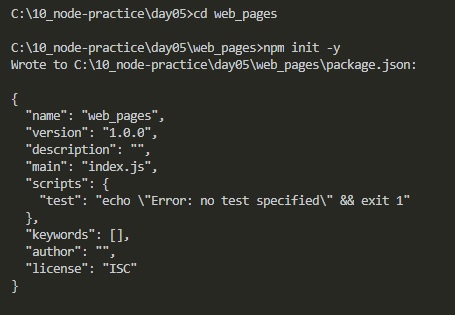 C:\10_node-practice\day05>cd web_pages
C:\10_node-practice\day05\web_pages>npm init -y
Wrote to C:\10_node-practice\day05\web_pages\package.json:
{
  "name": "web_pages",
  "version": "1.0.0",
  "description": "",
  "main": "index.js",
  "scripts": {
    "test": "echo \"Error: no test specified\" && exit 1"
  },
  "keywords": [],
  "author": "",
  "license": "ISC"
}